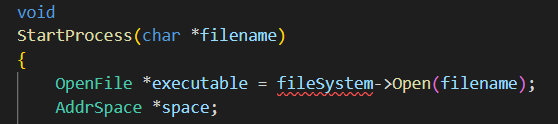 void
StartProcess(char *filename)
{
OpenFile *executable = fileSystem->Open(filename);
AddrSpace *space;